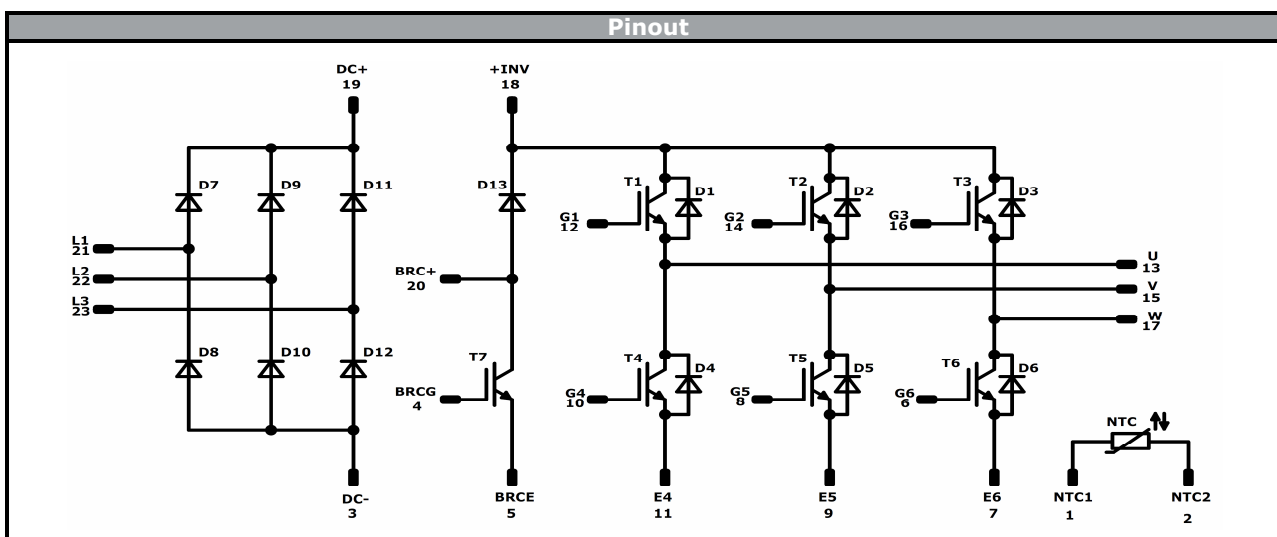 Pinout
DC+
19
+INV
18
D7
D9
D11
D13
T1
D1
T2
D2
T3
D3
G1
12
G2
14
G3
16
L1
21
L2
22
L3
23
BRC+
20
U
13
V
15
W
17
D8
D10
D12
T7
T4
D4
T5
D5
T6
D6
BRCG
4
G4
10
G5
8
G6
6
NTC
DC-
3
BRCE
5
E4
11
E5
9
E6
7
NTC1
1
NTC2
2